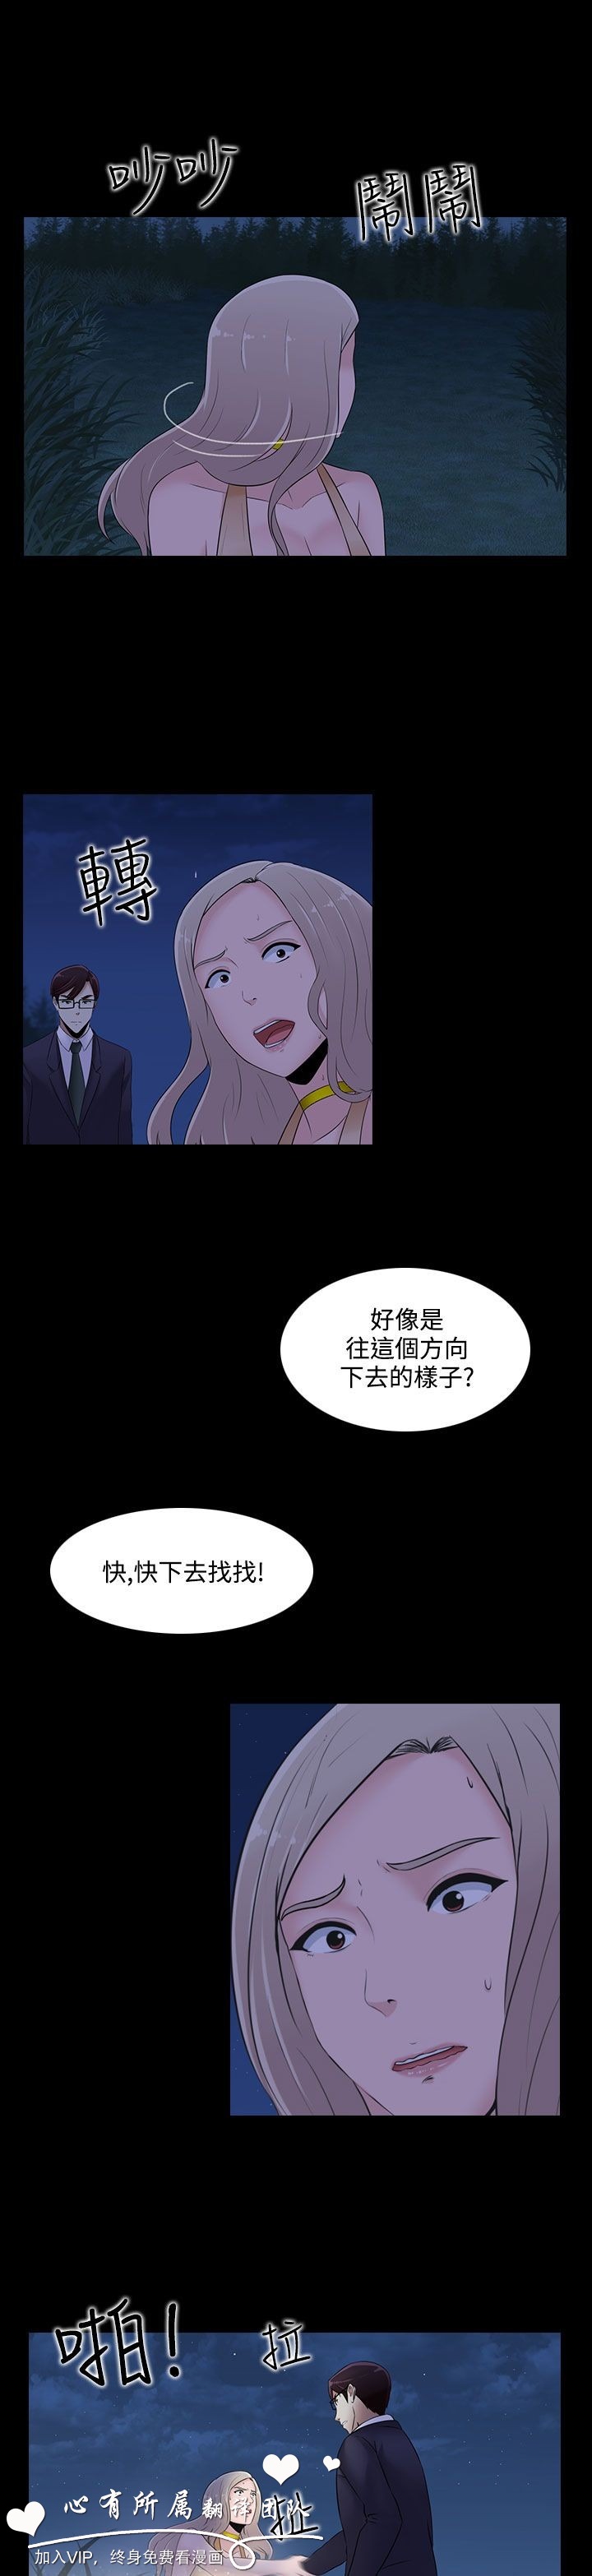 吵吵
鬧鬧
轉
好像是
往這個方向
下去的樣子?
快,快下去找找!
啪!
拉
扯
心有所属翻译团队
加入VIP，终身免费看漫画